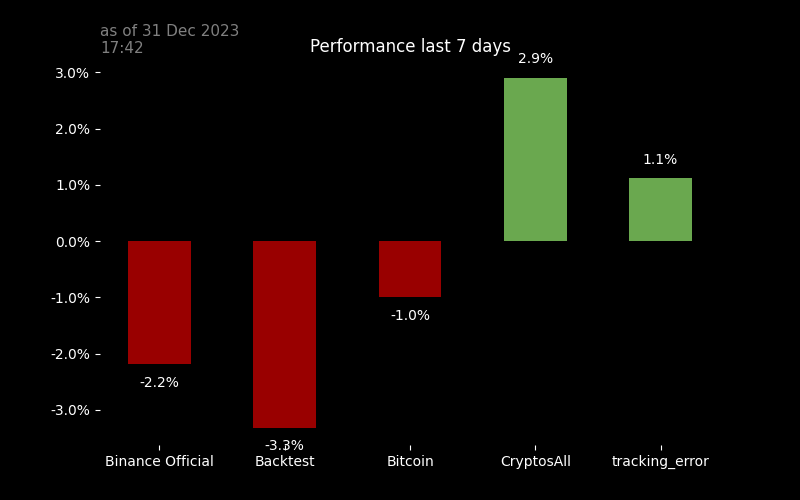 as of 31 Dec 2023
17:42
Performance last 7 days
3.0%
2.0%
1.0%
0.0%
-1.0%
-2.0%
-3.0%
-2.2%
-3.3%
-1.0%
2.9%
1.1%
Binance Official
Backtest
Bitcoin
CryptosAll
tracking_error